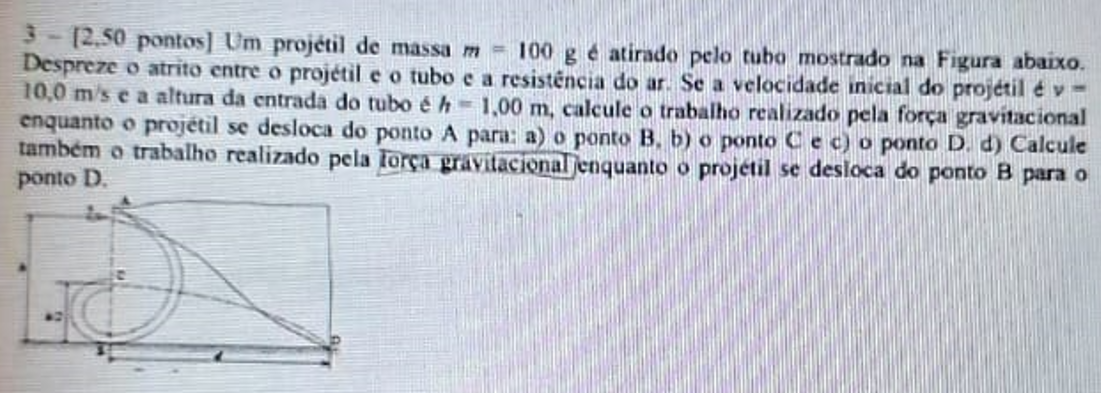 3 – [2,50 pontos] Um projétil de massa m = 100 g é atirado pelo tubo mostrado na Figura abaixo.
Despreze o atrito entre o projétil e o tubo e a resistência do ar. Se a velocidade inicial do projétil é v =
10,0 m/s e a altura da entrada do tubo é h = 1,00 m, calcule o trabalho realizado pela força gravitacional
enquanto o projétil se desloca do ponto A para: a) o ponto B, b) o ponto C e c) o ponto D. d) Calcule
também o trabalho realizado pela força gravitacional enquanto o projétil se desloca do ponto B para o
ponto D.
A
C
D
d